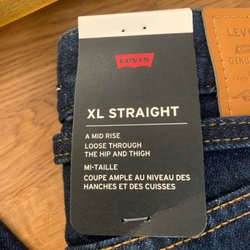 Levi's
XL STRAIGHT
A MID RISE
LOOSE THROUGH
THE HIP AND THIGH
MI-TAILLE
COUPE AMPLE AU NIVEAU DES
HANCHES ET DES CUISSES
LEV